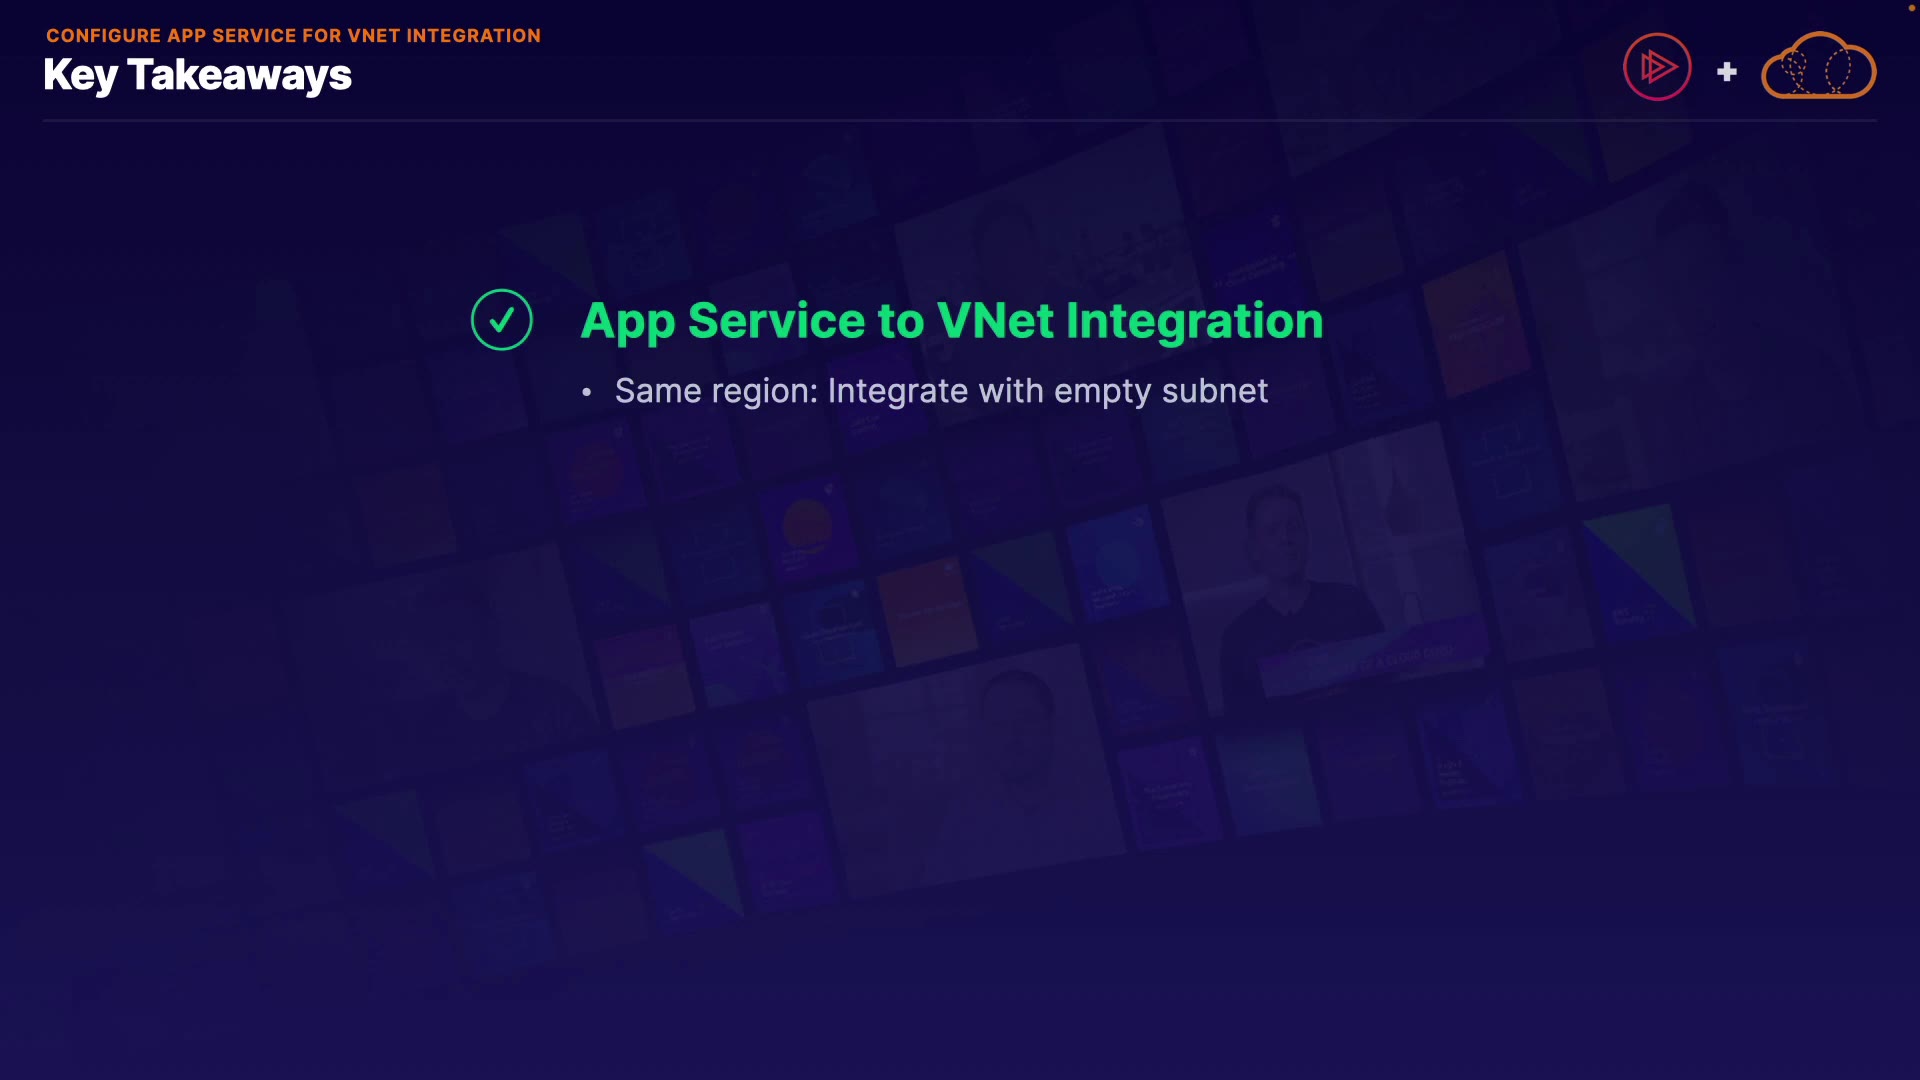 CONFIGURE APP SERVICE FOR VNET INTEGRATION
Key Takeaways
App Service to VNet Integration
• Same region: Integrate with empty subnet